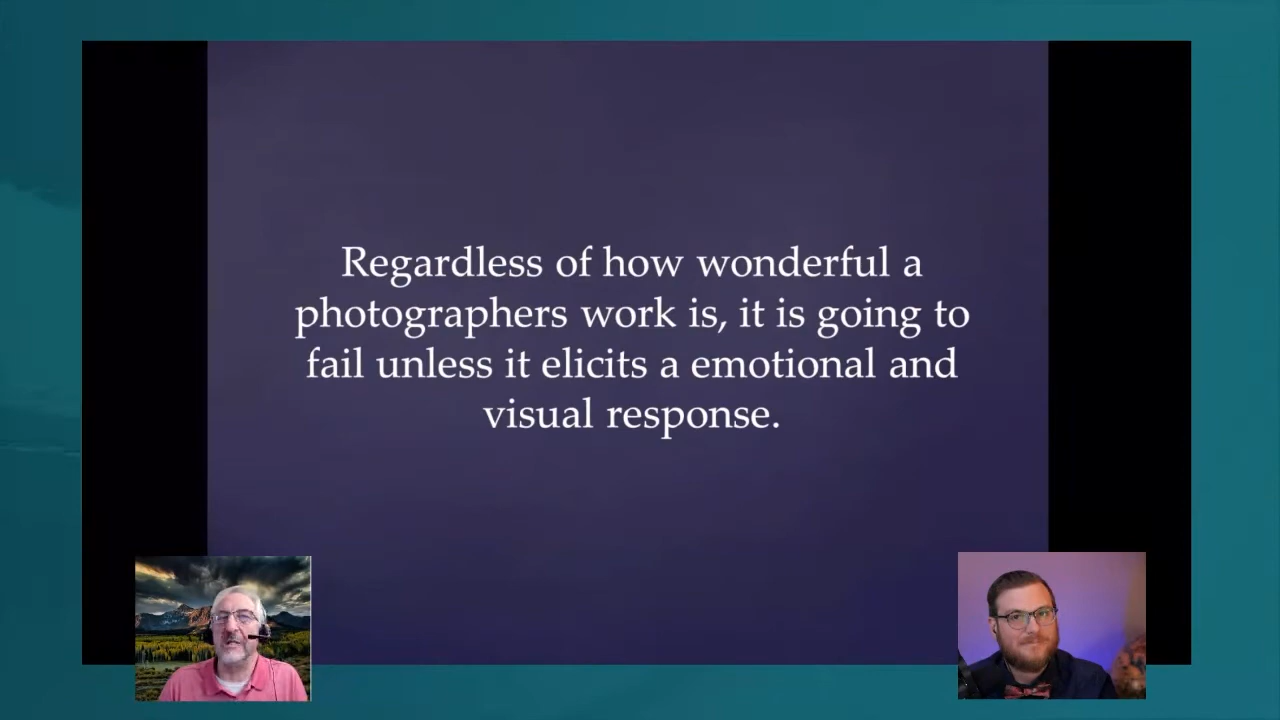 Regardless of how wonderful a
photographers work is, it is going to
fail unless it elicits a emotional and
visual response.